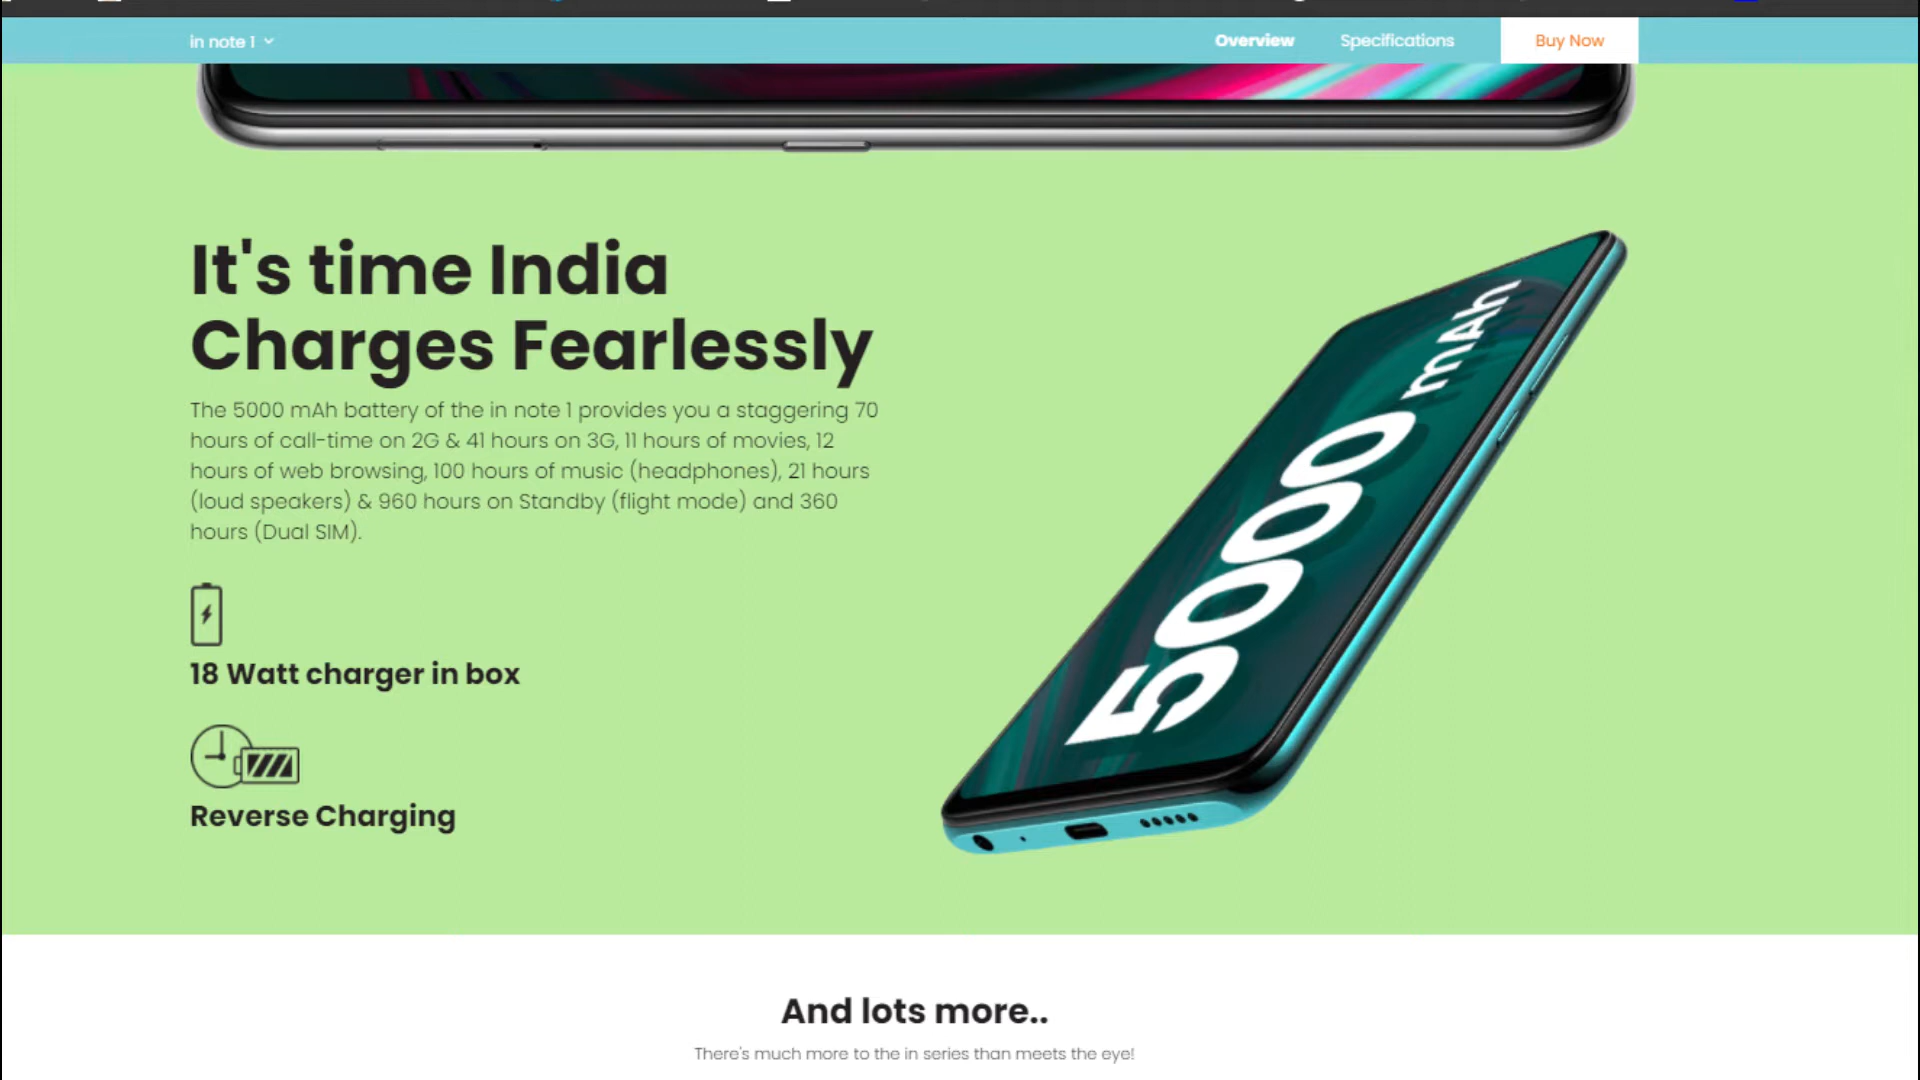 in note 1
Overview
Specifications
Buy Now
It's time India
Charges Fearlessly
The 5000 mAh battery of the in note 1 provides you a staggering 70
hours of call-time on 2G & 41 hours on 3G, 11 hours of movies, 12
hours of web browsing, 100 hours of music (headphones), 21 hours
(loud speakers) & 960 hours on Standby (flight mode) and 360
hours (Dual SIM).
18 Watt charger in box
Reverse Charging
5000 mAh
And lots more..
There's much more to the in series than meets the eye!